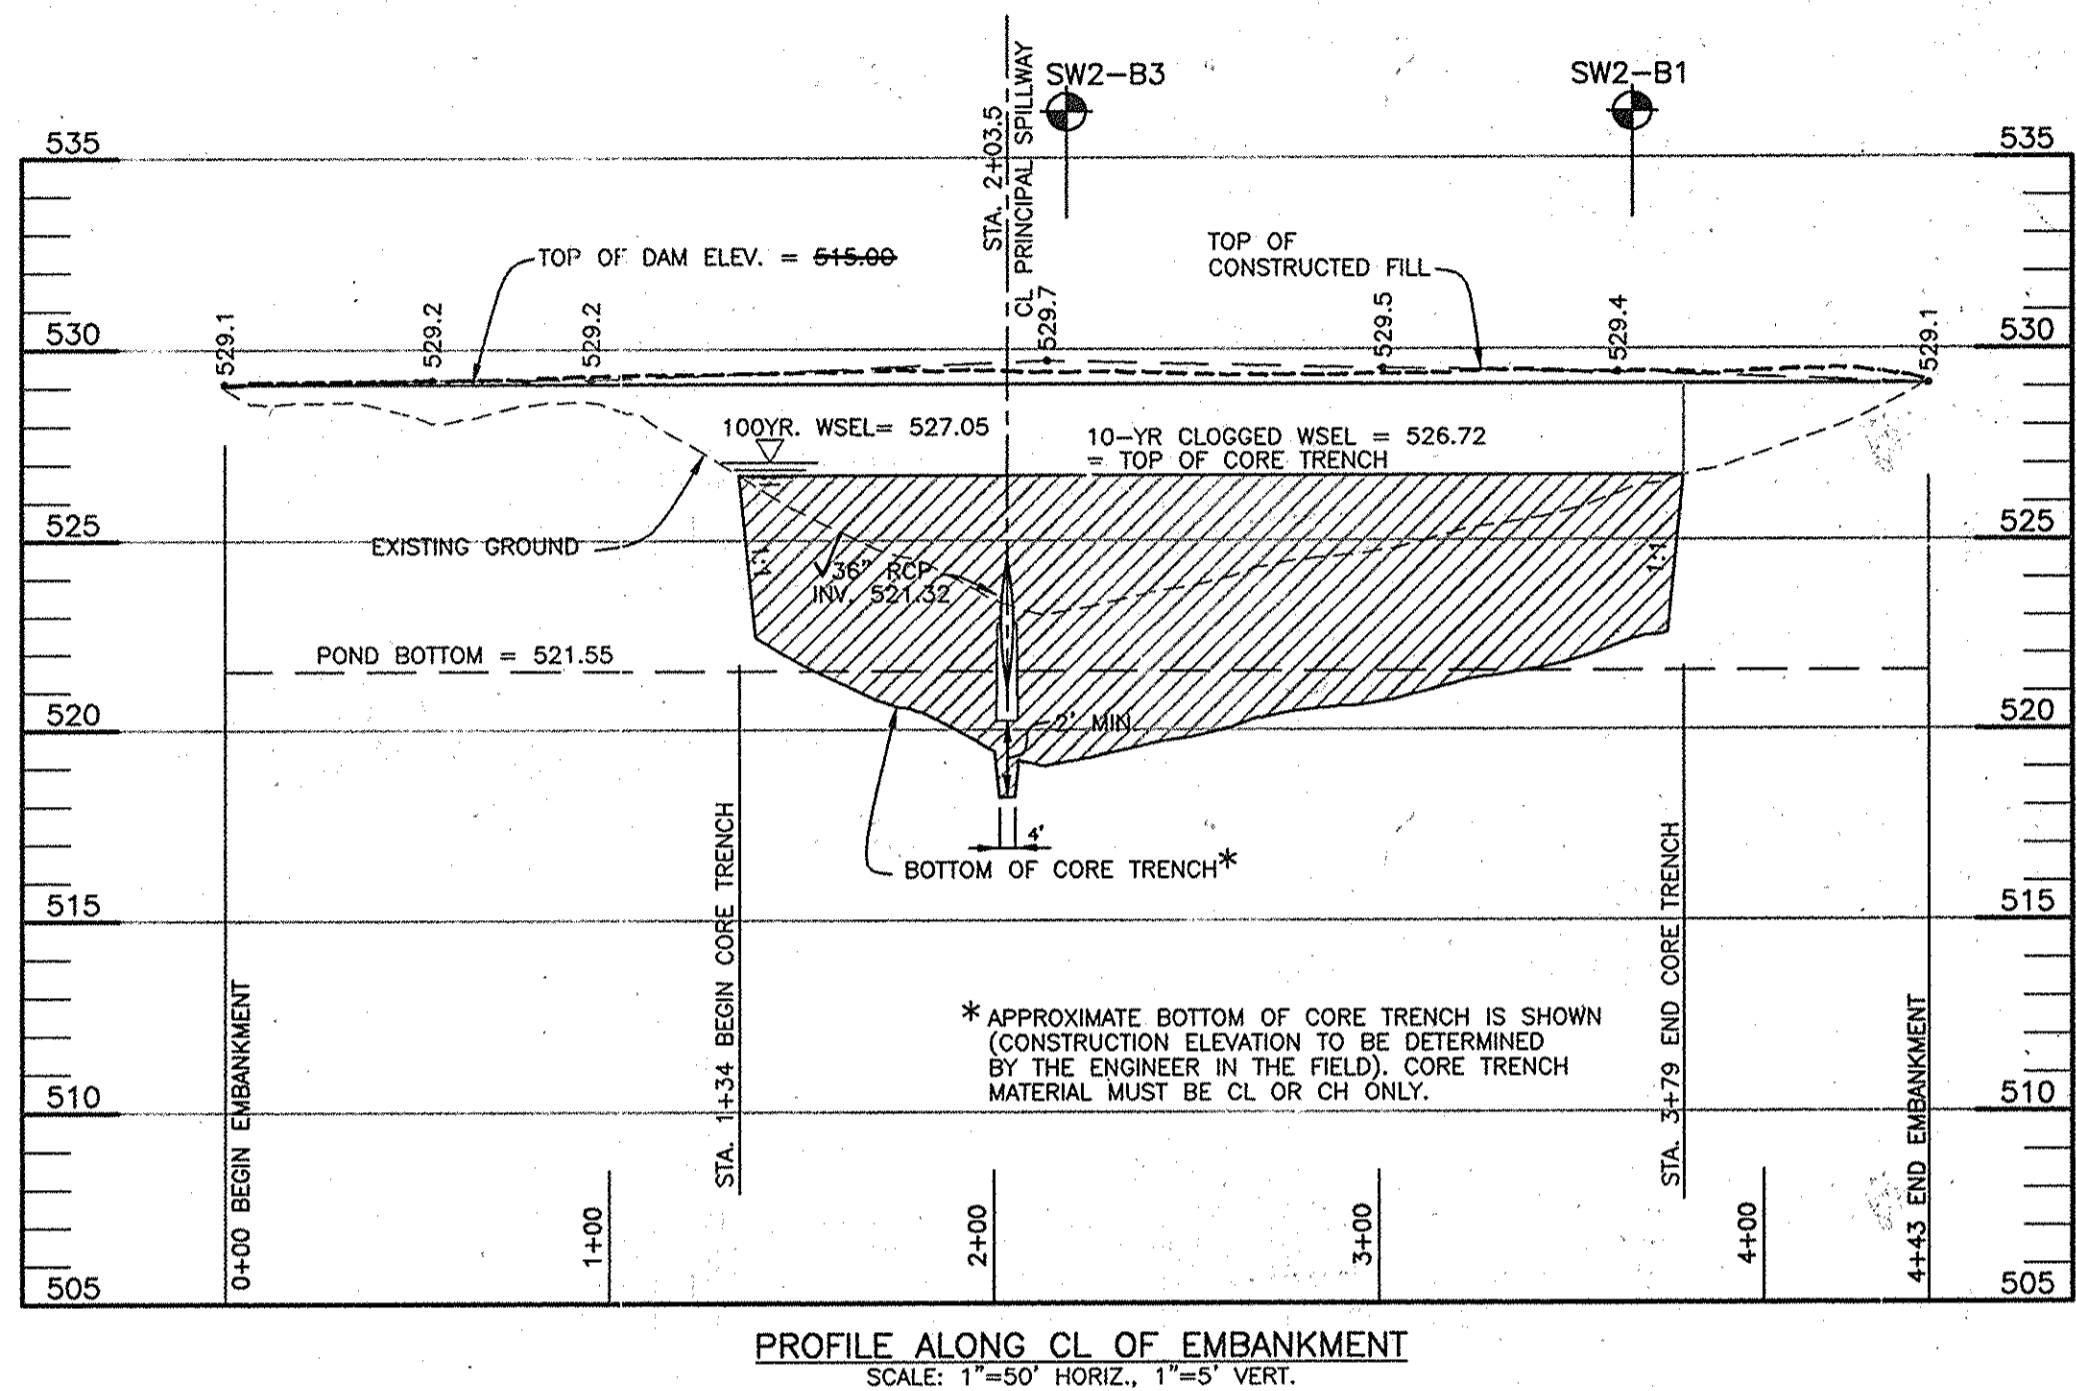 SW2-B3
SW2-B1
STA. 2+03.5
CL PRINCIPAL SPILLWAY
535
535
TOP OF DAM ELEV. = 515.00
TOP OF
CONSTRUCTED FILL
529.1
529.2
529.2
529.7
529.5
529.4
529.1
530
530
100YR. WSEL= 527.05
10-YR CLOGGED WSEL = 526.72
= TOP OF CORE TRENCH
525
525
EXISTING GROUND
1:1
1:1
36" RCP
INV. 521.32
POND BOTTOM = 521.55
520
520
2' MIN
4'
BOTTOM OF CORE TRENCH*
515
515
* APPROXIMATE BOTTOM OF CORE TRENCH IS SHOWN
(CONSTRUCTION ELEVATION TO BE DETERMINED
BY THE ENGINEER IN THE FIELD). CORE TRENCH
MATERIAL MUST BE CL OR CH ONLY.
510
510
0+00 BEGIN EMBANKMENT
STA. 1+34 BEGIN CORE TRENCH
STA. 3+79 END CORE TRENCH
4+43 END EMBANKMENT
1+00
2+00
3+00
4+00
505
505
PROFILE ALONG CL OF EMBANKMENT
SCALE: 1"=50' HORIZ., 1"=5' VERT.